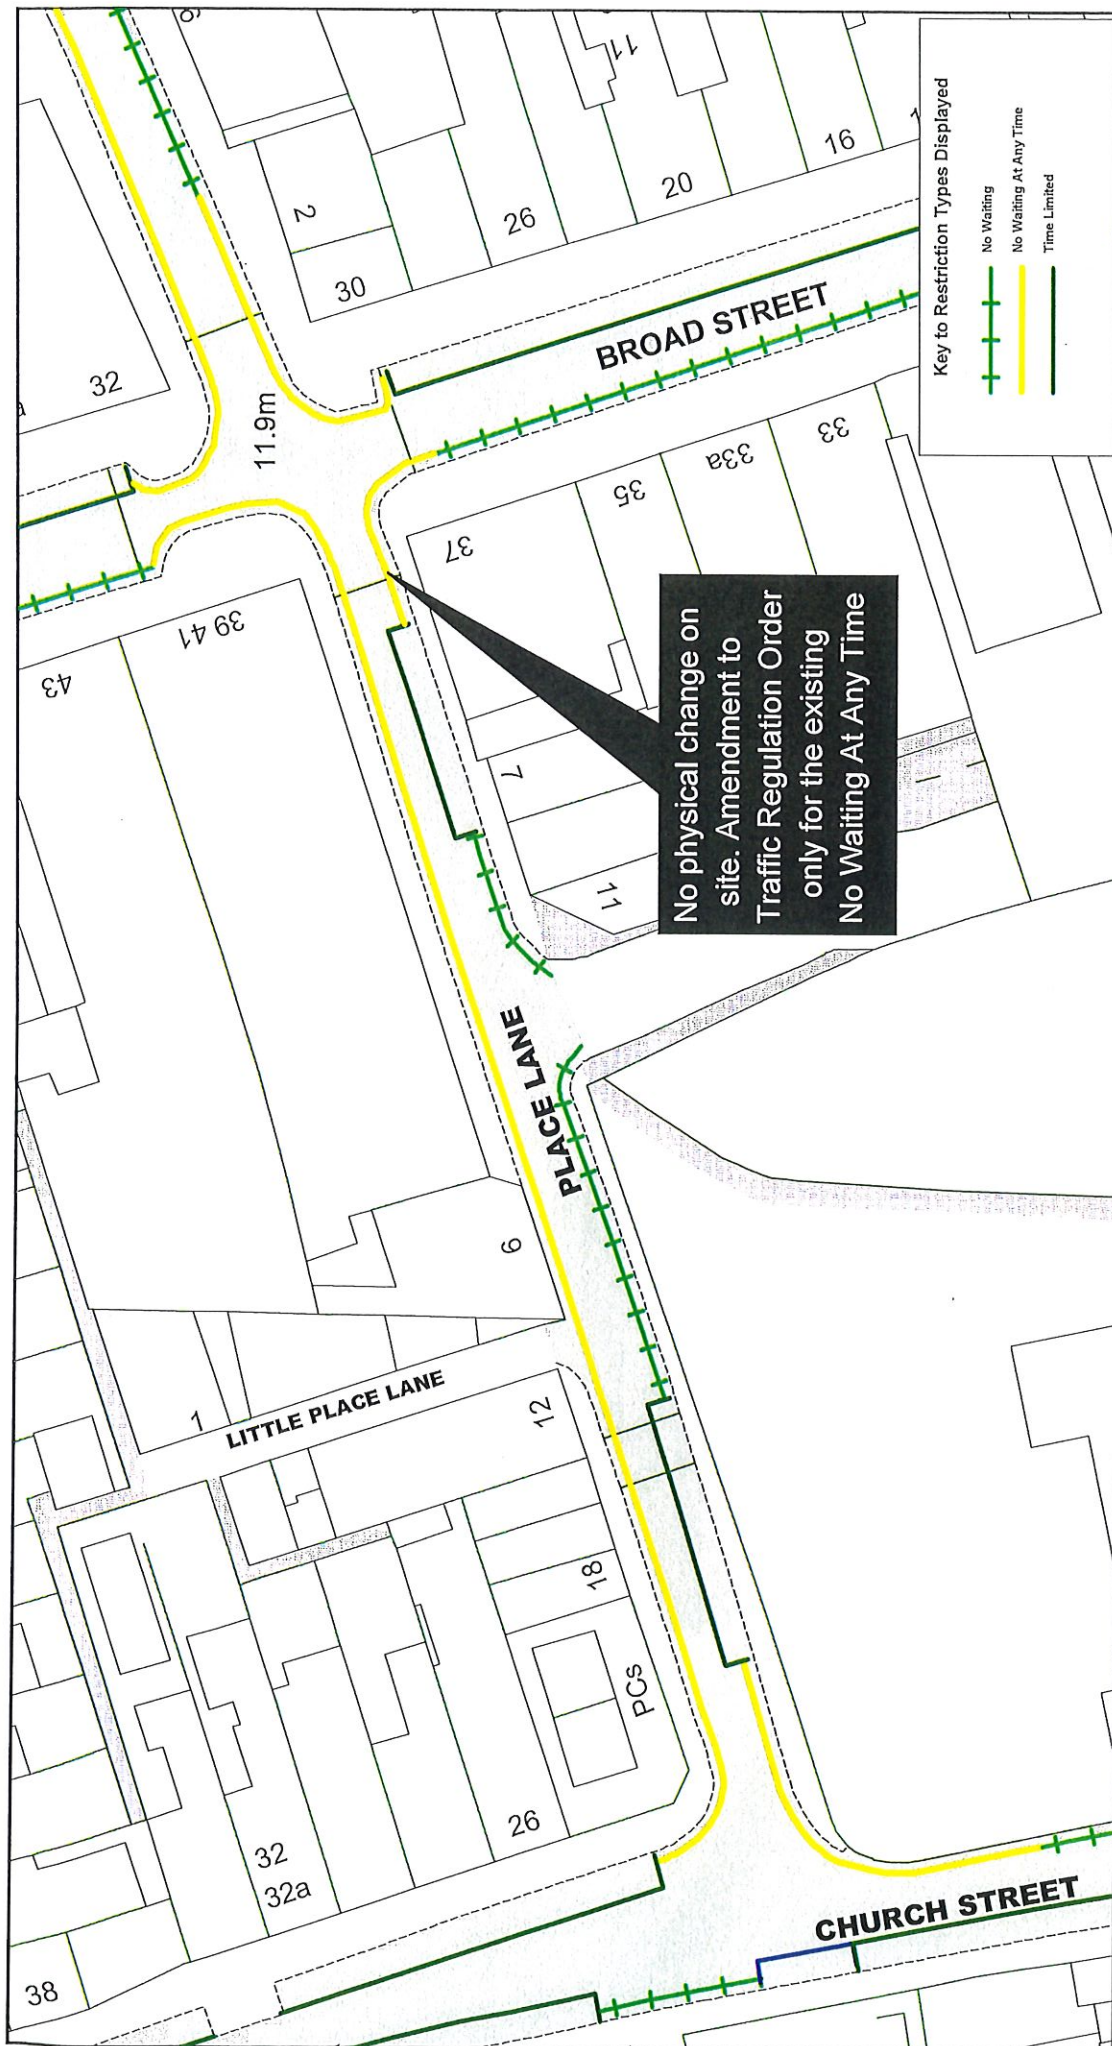 32
11.9m
2
30
26
20
16
11
BROAD STREET
37
35
33a
33
43
39 41
7
11
No physical change on
site. Amendment to
Traffic Regulation Order
only for the existing
No Waiting At Any Time
PLACE LANE
6
1
LITTLE PLACE LANE
12
18
PCs
26
32
32a
38
CHURCH STREET
Key to Restriction Types Displayed
No Waiting
No Waiting At Any Time
Time Limited